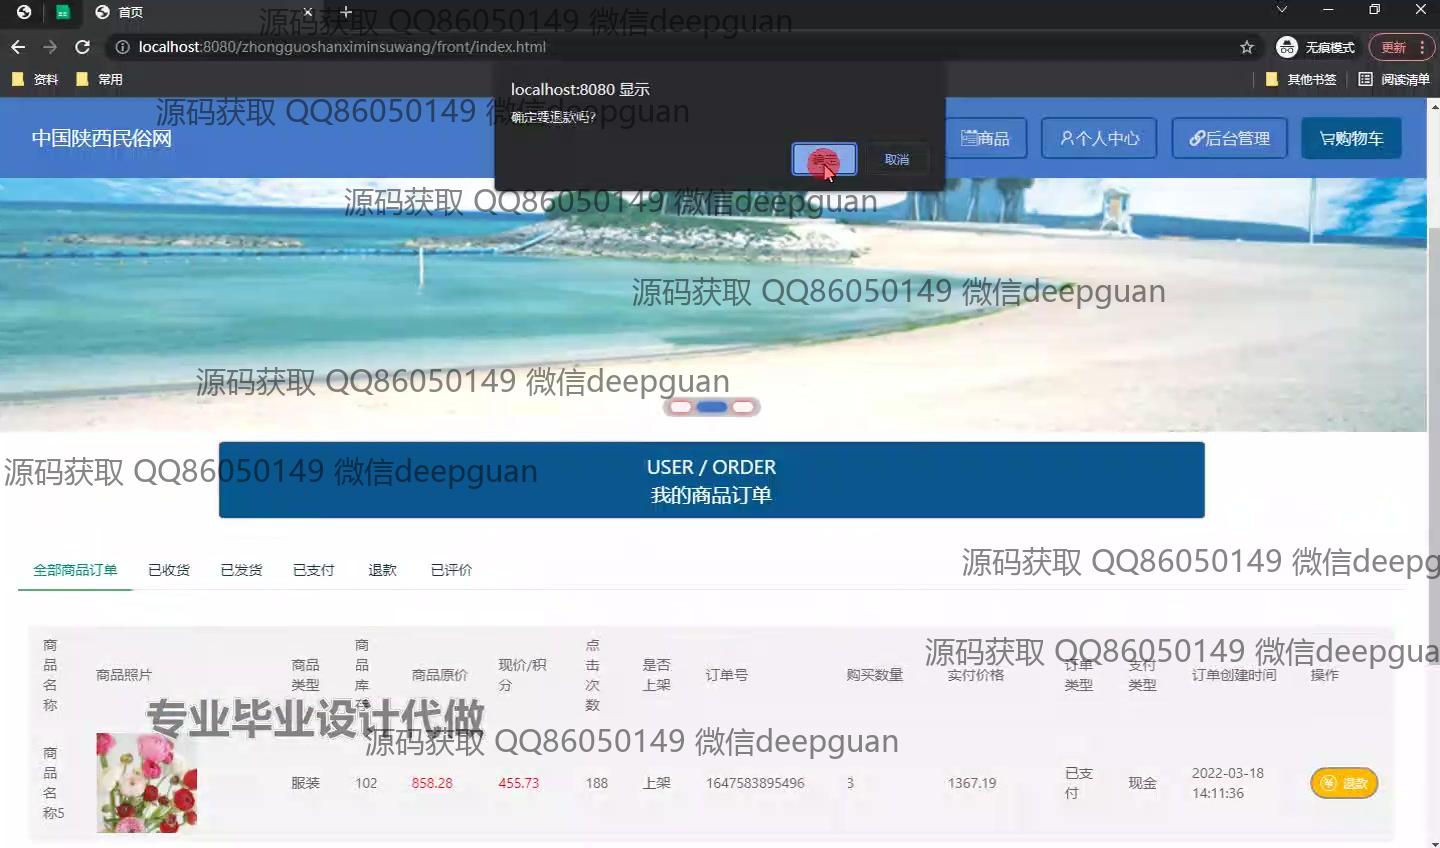 首页
源码获取 QQ86050149 微信deepguan
localhost:8080/zhongguoshanximinsuwang/front/index.html
无痕模式
更新
资料
常用
其他书签
阅读清单
localhost:8080 显示
源码获取 QQ86050149 微信deepguan
确定要退款吗?
确定
取消
中国陕西民俗网
商品
个人中心
后台管理
购物车
源码获取 QQ86050149 微信deepguan
源码获取 QQ86050149 微信deepguan
源码获取 QQ86050149 微信deepguan
源码获取 QQ86050149 微信deepguan
USER / ORDER
我的商品订单
源码获取 QQ86050149 微信deepg
全部商品订单
已收货
已发货
已支付
退款
已评价
源码获取 QQ86050149 微信deepgua
商品名称
商品照片
商品类型
商品库存
商品原价
现价/积分
点击次数
是否上架
订单号
购买数量
实付价格
订单类型
支付类型
订单创建时间
操作
专业毕业设计代做
源码获取 QQ86050149 微信deepguan
商品名称5
服装
102
858.28
455.73
188
上架
1647583895496
3
1367.19
已支付
现金
2022-03-18
14:11:36
退款